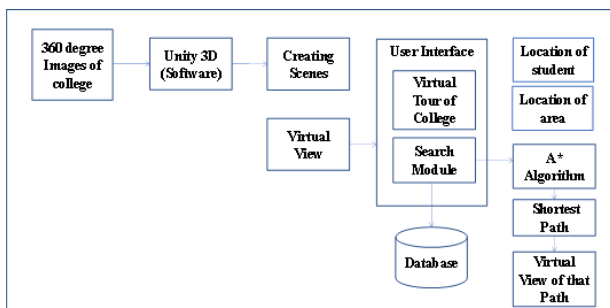 360 degree
Images of
college
Unity 3D
(Software)
Creating
Scenes
Virtual
View
User Interface
Virtual
Tour of
College
Search
Module
Database
Location of
student
Location of
area
A*
Algorithm
Shortest
Path
Virtual
View of that
Path